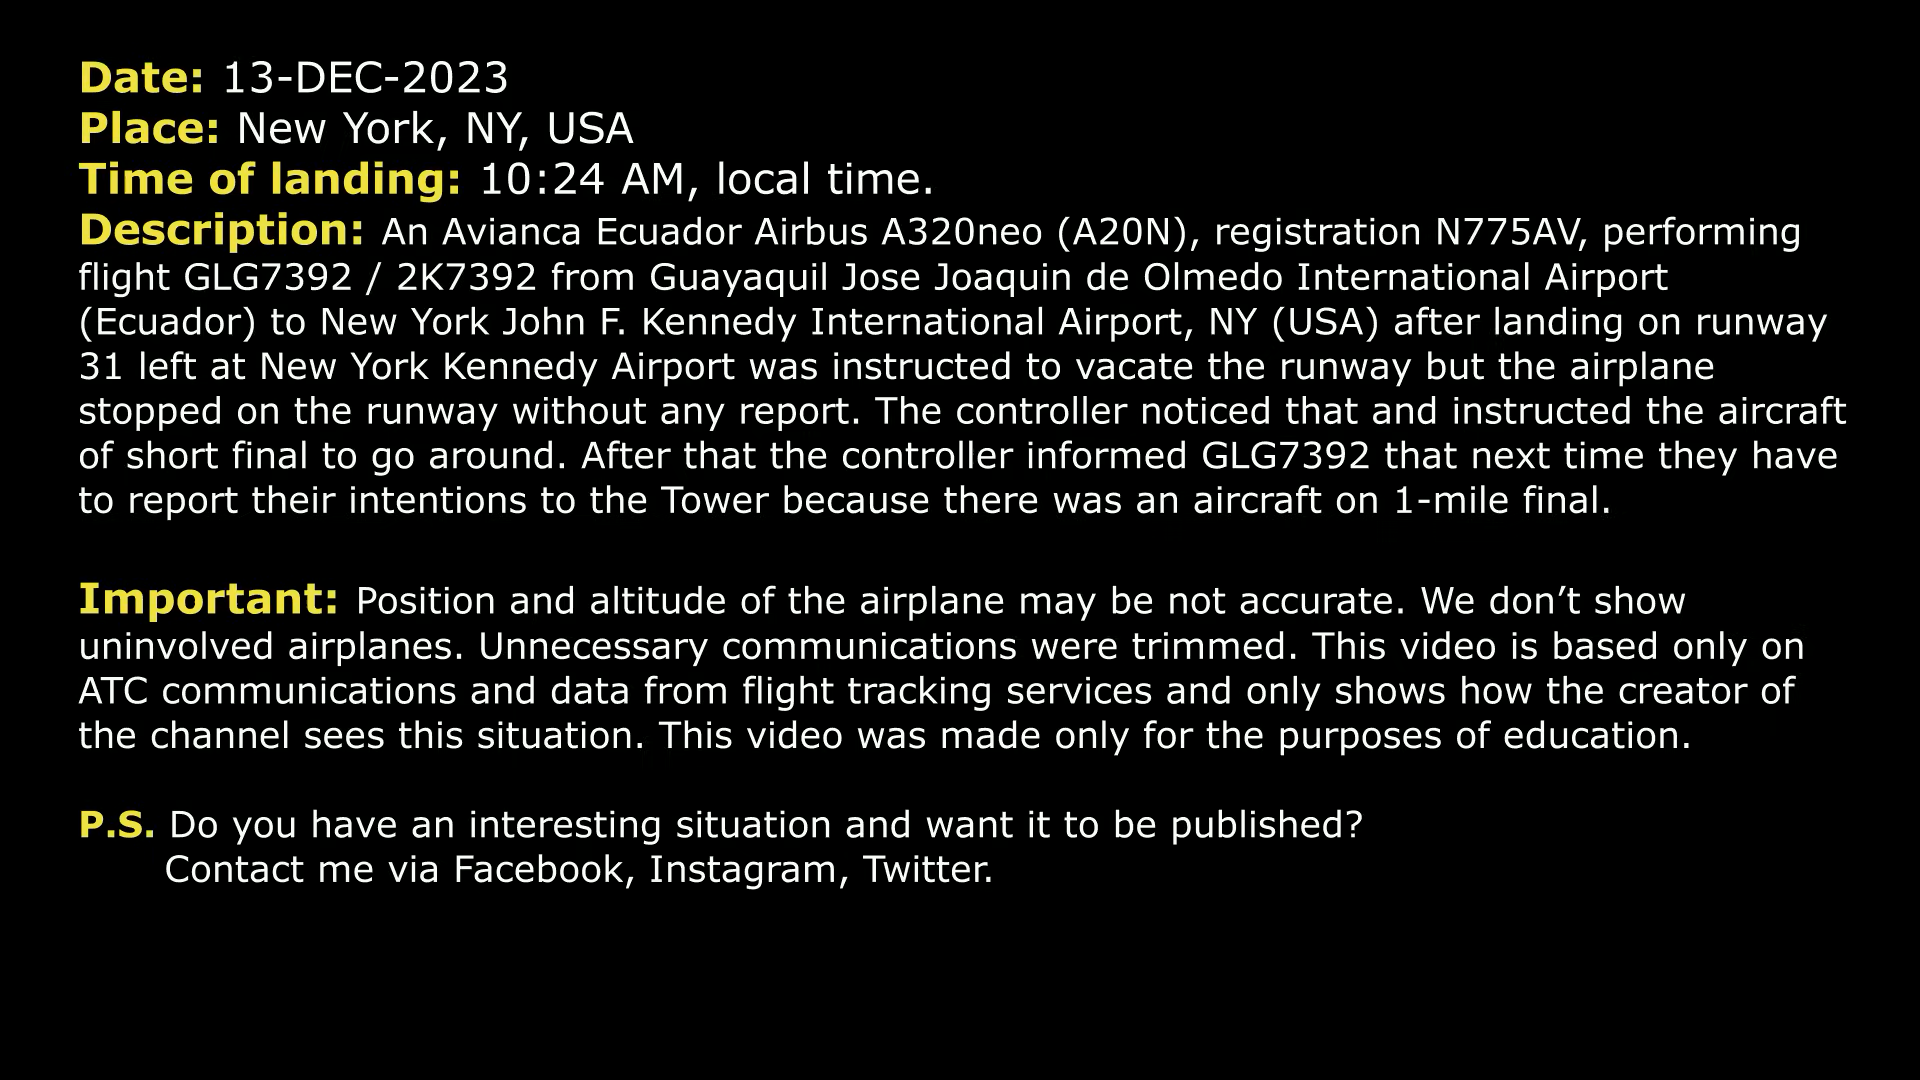 Date: 13-DEC-2023
Place: New York, NY, USA
Time of landing: 10:24 AM, local time.
Description: An Avianca Ecuador Airbus A320neo (A20N), registration N775AV, performing
flight GLG7392 / 2K7392 from Guayaquil Jose Joaquin de Olmedo International Airport
(Ecuador) to New York John F. Kennedy International Airport, NY (USA) after landing on runway
31 left at New York Kennedy Airport was instructed to vacate the runway but the airplane
stopped on the runway without any report. The controller noticed that and instructed the aircraft
of short final to go around. After that the controller informed GLG7392 that next time they have
to report their intentions to the Tower because there was an aircraft on 1-mile final.
Important: Position and altitude of the airplane may be not accurate. We don’t show
uninvolved airplanes. Unnecessary communications were trimmed. This video is based only on
ATC communications and data from flight tracking services and only shows how the creator of
the channel sees this situation. This video was made only for the purposes of education.
P.S. Do you have an interesting situation and want it to be published?
Contact me via Facebook, Instagram, Twitter.